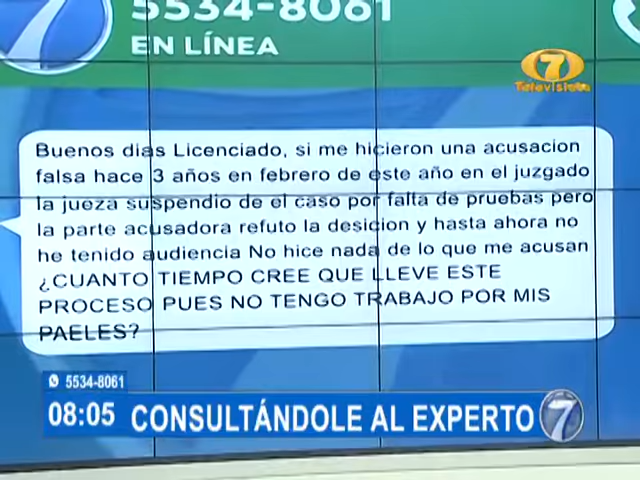 5534-8061
EN LÍNEA
7
7
Televisiete
Buenos dias Licenciado, si me hicieron una acusacion
falsa hace 3 años en febrero de este año en el juzgado
la jueza suspendio de el caso por falta de pruebas pero
la parte acusadora refuto la desicion y hasta ahora no
he tenido audiencia No hice nada de lo que me acusan
¿CUANTO TIEMPO CREE QUE LLEVE ESTE
PROCESO PUES NO TENGO TRABAJO POR MIS
PAELES?
5534-8061
08:05 CONSULTÁNDOLE AL EXPERTO 7